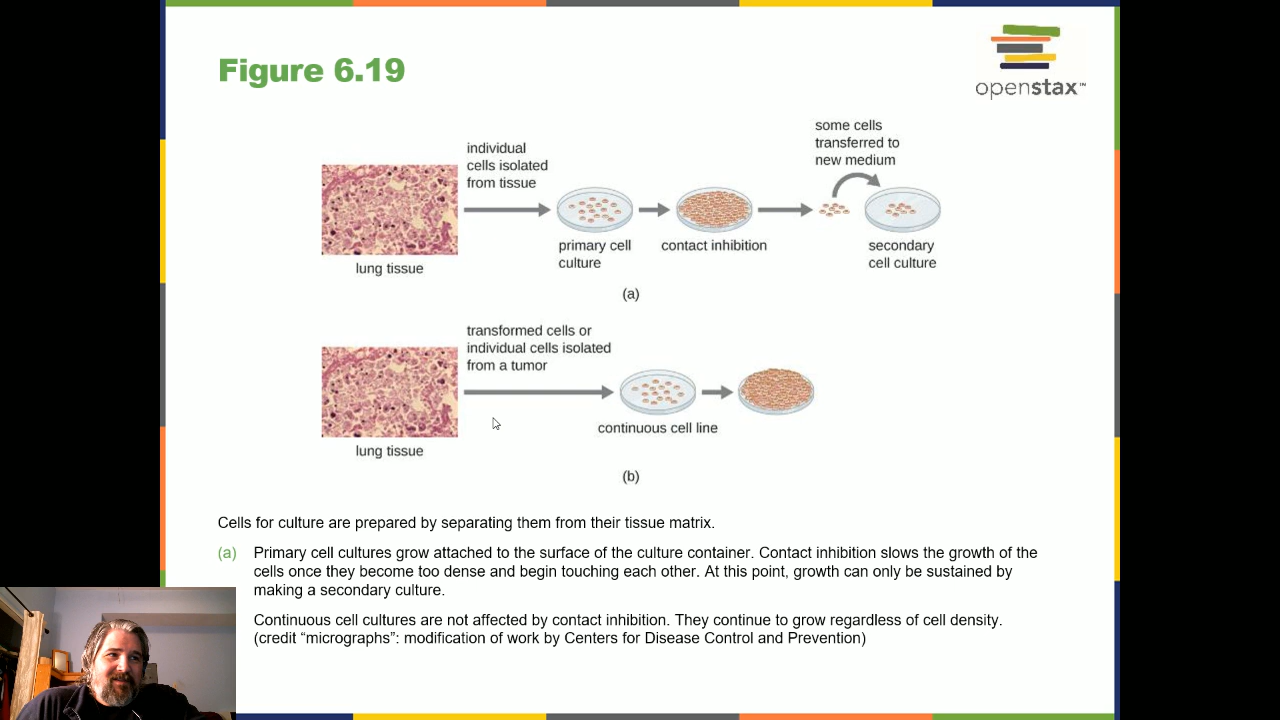 Figure 6.19
openstax™
individual
cells isolated
from tissue
some cells
transferred to
new medium
primary cell
culture
contact inhibition
secondary
cell culture
lung tissue
(a)
transformed cells or
individual cells isolated
from a tumor
continuous cell line
lung tissue
(b)
Cells for culture are prepared by separating them from their tissue matrix.
(a) Primary cell cultures grow attached to the surface of the culture container. Contact inhibition slows the growth of the
cells once they become too dense and begin touching each other. At this point, growth can only be sustained by
making a secondary culture.
Continuous cell cultures are not affected by contact inhibition. They continue to grow regardless of cell density.
(credit “micrographs”: modification of work by Centers for Disease Control and Prevention)